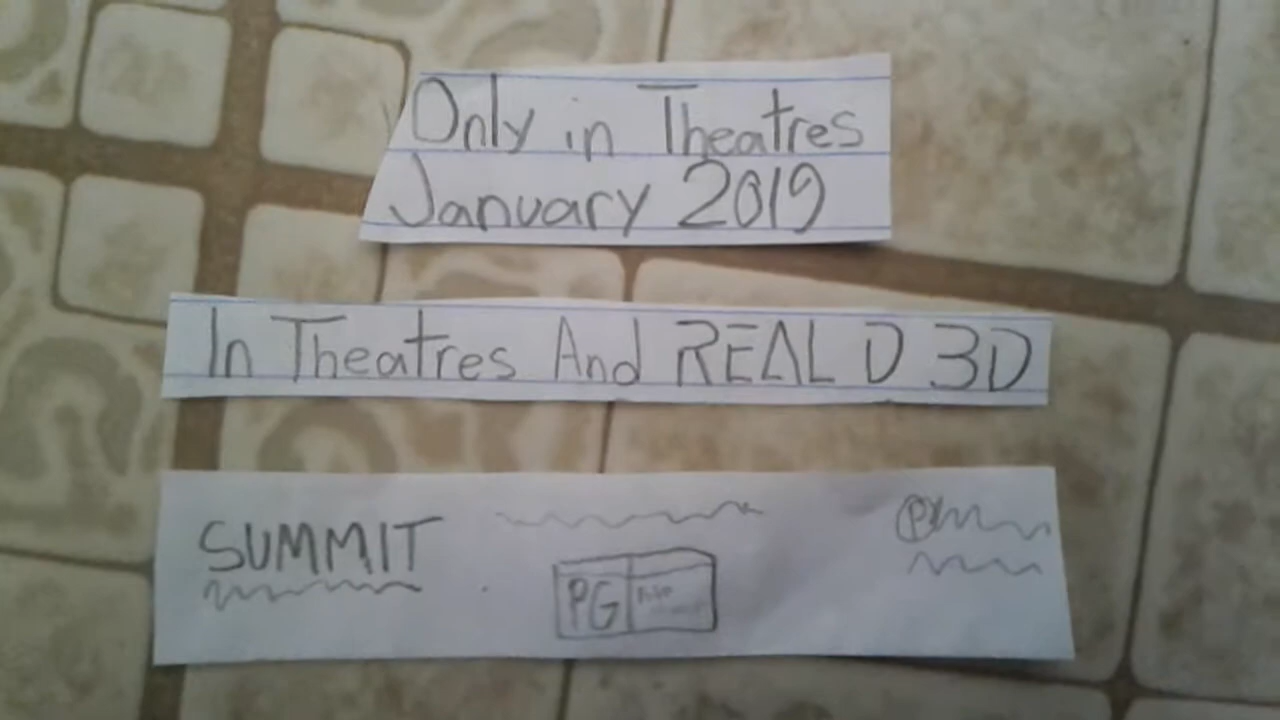 Only in Theatres
January 2019
In Theatres And REAL D 3D
SUMMIT
PG